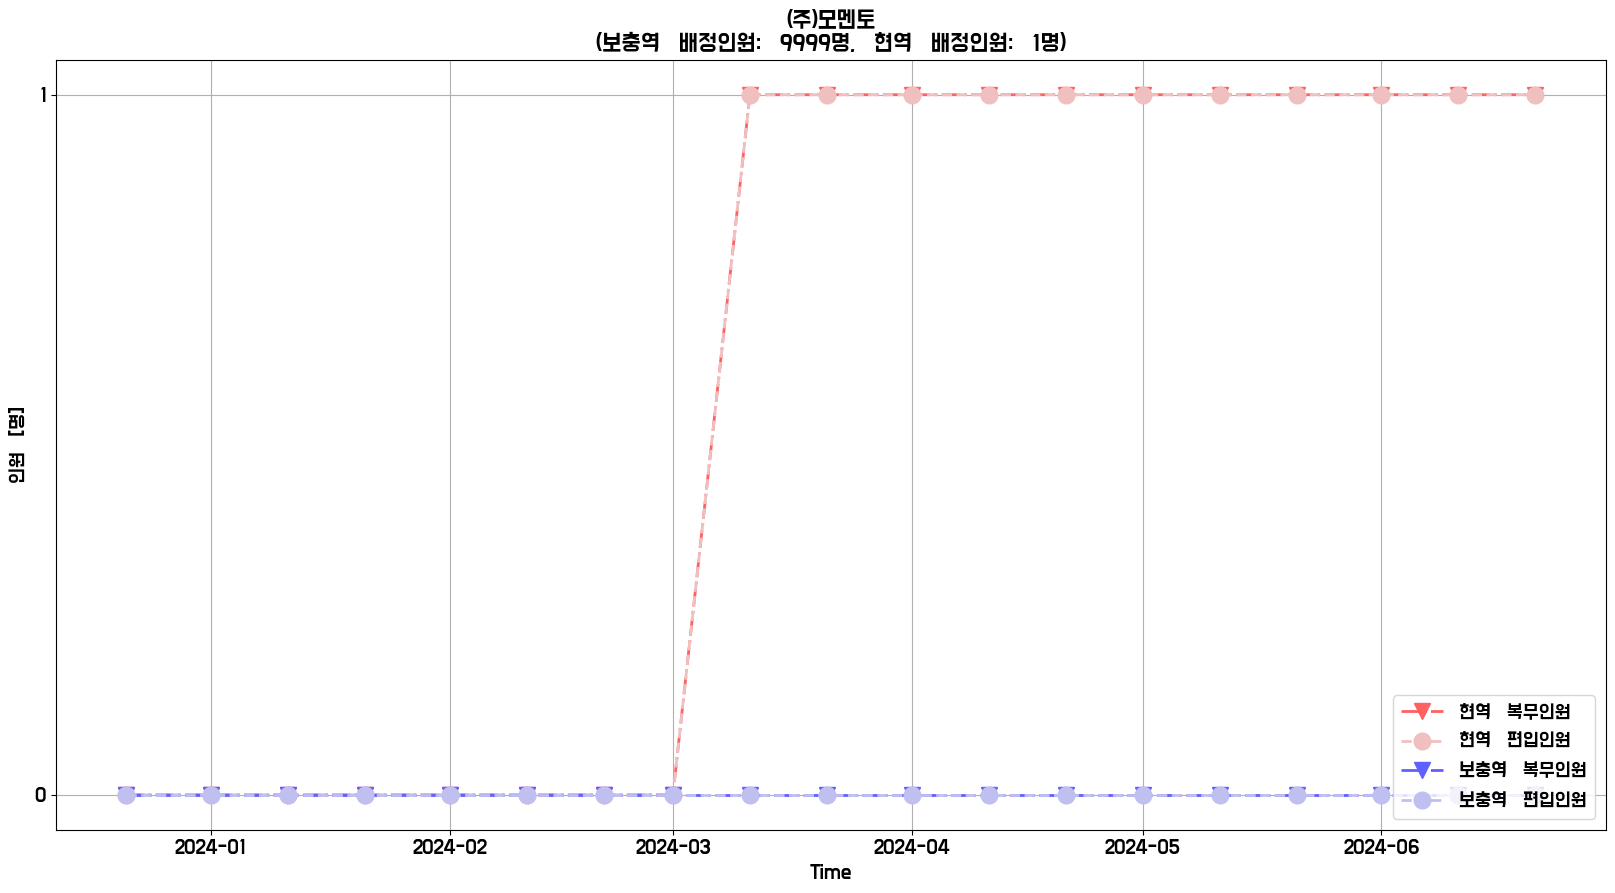 (주)모멘토
(보충역 배정인원: 9999명, 현역 배정인원: 1명)
인원 [명]
1
0
현역 복무인원
현역 편입인원
보충역 복무인원
보충역 편입인원
2024-01 2024-02 2024-03 2024-04 2024-05 2024-06
Time